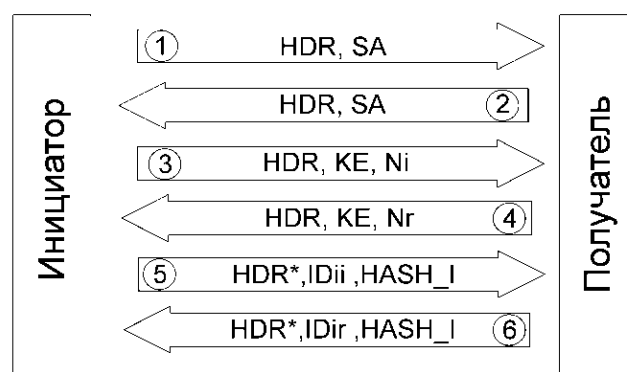 Инициатор
1 HDR, SA
HDR, SA 2
3 HDR, KE, Ni
HDR, KE, Nr 4
5 HDR*,IDii ,HASH_I
HDR*,IDir ,HASH_I 6
Получатель